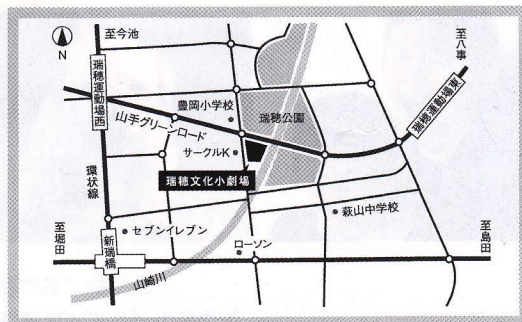 至今池
N
至八事
瑞穂運動場西
瑞穂運動場東
豊岡小学校
瑞穂公園
山手グリーンロード
サークルK
瑞穂文化小劇場
環状線
萩山中学校
セブンイレブン
ローソン
至堀田
新瑞橋
至島田
山崎川